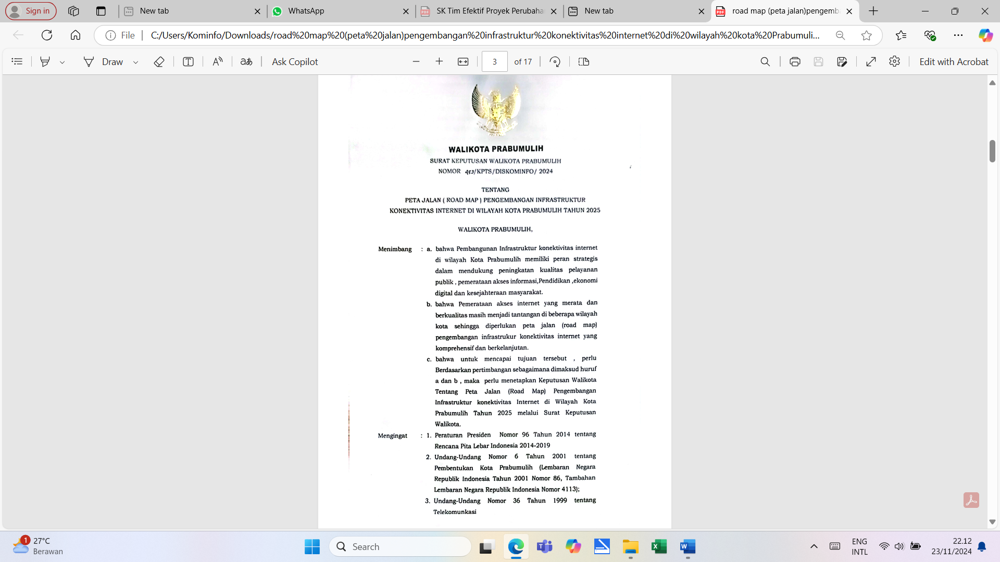 Sign in
New tab
WhatsApp
SK Tim Efektif Proyek Perubaha
New tab
road map (peta jalan)pengemb
File
C:/Users/Kominfo/Downloads/road%20map%20(peta%20jalan)pengembangan%20infrastruktur%20konektivitas%20internet%20di%20wilayah%20kota%20Prabumuli...
Draw
aあ
Ask Copilot
3 of 17
Edit with Acrobat
WALIKOTA PRABUMULIH
SURAT KEPUTUSAN WALIKOTA PRABUMULIH
NOMOR /KPTS/DISKOMINFO/ 2024
TENTANG
PETA JALAN ( ROAD MAP ) PENGEMBANGAN INFRASTRUKTUR
KONEKTIVITAS INTERNET DI WILAYAH KOTA PRABUMULIH TAHUN 2025
WALIKOTA PRABUMULIH,
Menimbang : a. bahwa Pembangunan Infrastruktur konektivitas internet
di wilayah Kota Prabumulih memiliki peran strategis
dalam mendukung peningkatan kualitas pelayanan
publik , pemerataan akses informasi,Pendidikan ,ekonomi
digital dan kesejahteraan masyarakat.
b. bahwa Pemerataan akses internet yang merata dan
berkualitas masih menjadi tantangan di beberapa wilayah
kota sehingga diperlukan peta jalan (road map)
pengembangan infrastrukur konektivitas internet yang
komprehensif dan berkelanjutan.
c. bahwa untuk mencapai tujuan tersebut , perlu
Berdasarkan pertimbangan sebagaimana dimaksud huruf
a dan b , maka perlu menetapkan Keputusan Walikota
Tentang Peta Jalan (Road Map) Pengembangan
Infrastruktur konektivitas Internet di Wilayah Kota
Prabumulih Tahun 2025 melalui Surat Keputusan
Walikota.
Mengingat : 1. Peraturan Presiden Nomor 96 Tahun 2014 tentang
Rencana Pita Lebar Indonesia 2014-2019
2. Undang-Undang Nomor 6 Tahun 2001 tentang
Pembentukan Kota Prabumulih (Lembaran Negara
Republik Indonesia Tahun 2001 Nomor 86, Tambahan
Lembaran Negara Republik Indonesia Nomor 4113);
3. Undang-Undang Nomor 36 Tahun 1999 tentang
Telekomunkasi
1
27°C
Berawan
Search
ENG
INTL
22.12
23/11/2024